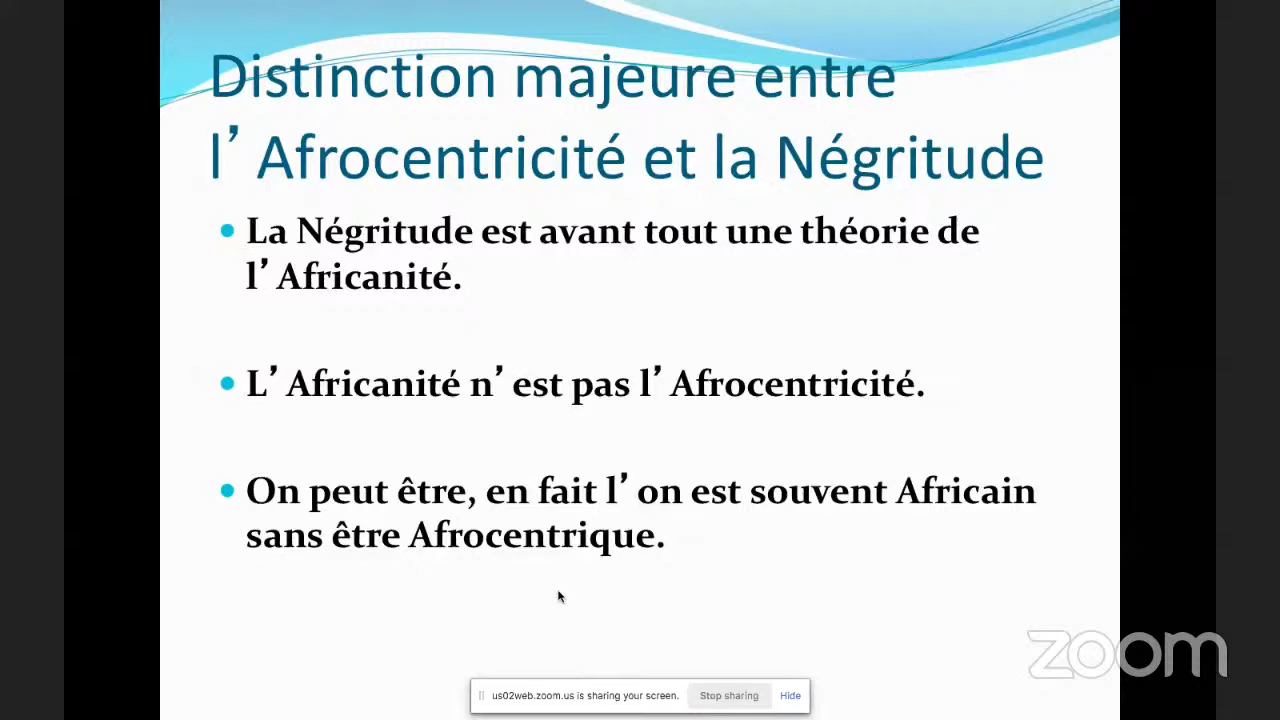 Distinction majeure entre
l’Afrocentricité et la Négritude
• La Négritude est avant tout une théorie de
l’Africanité.
• L’Africanité n’est pas l’Afrocentricité.
• On peut être, en fait l’on est souvent Africain
sans être Afrocentrique.
zoom
us02web.zoom.us is sharing your screen. Stop sharing Hide